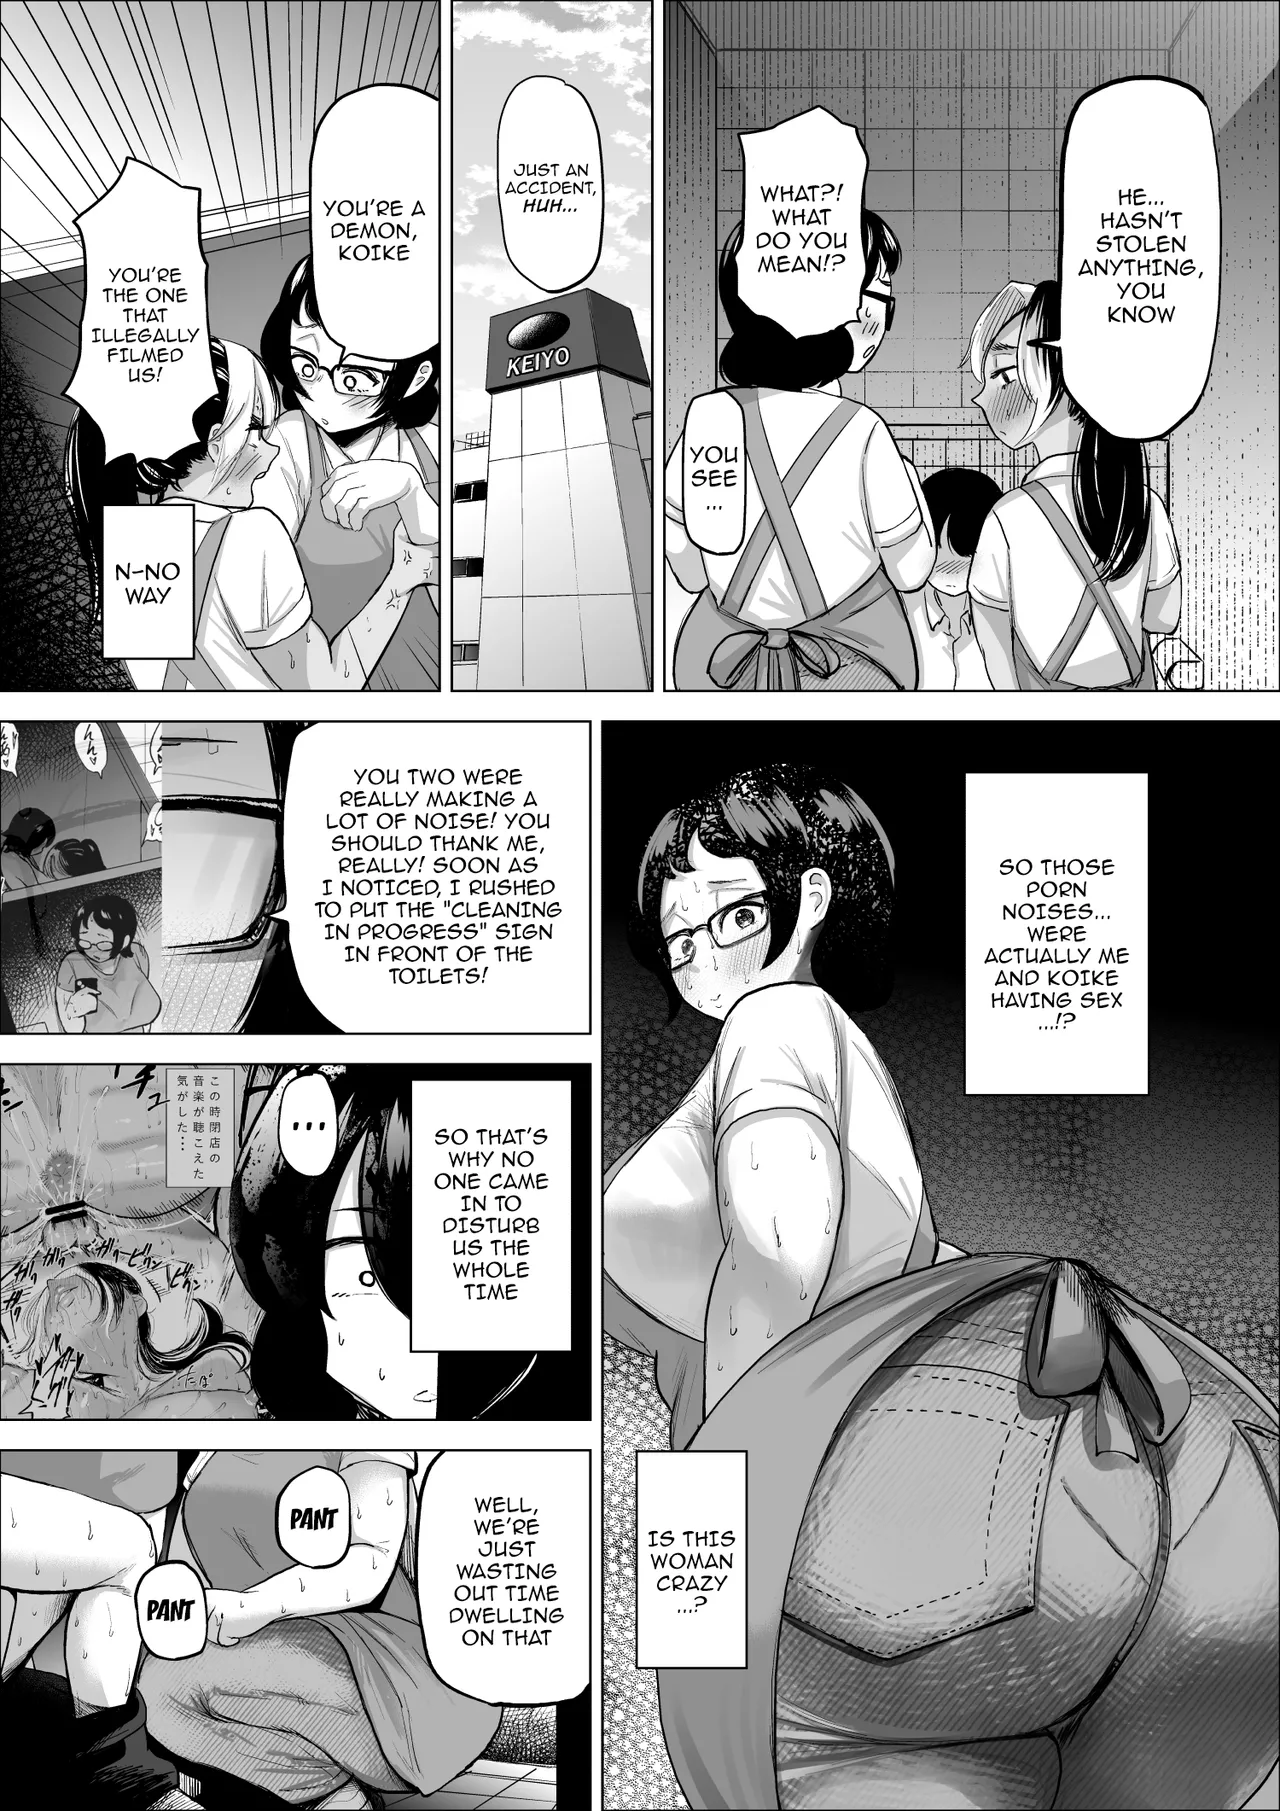 HE...
HASN'T
STOLEN
ANYTHING,
YOU
KNOW
WHAT?!
WHAT
DO YOU
MEAN!?
YOU
SEE
...
JUST AN
ACCIDENT,
HUH...
KEIYO
YOU'RE A
DEMON,
KOIKE
YOU'RE
THE ONE
THAT
ILLEGALLY
FILMED
US!
N-NO
WAY
SO THOSE
PORN
NOISES...
WERE
ACTUALLY ME
AND KOIKE
HAVING SEX
...!?
IS THIS
WOMAN
CRAZY
...?
YOU TWO WERE
REALLY MAKING A
LOT OF NOISE! YOU
SHOULD THANK ME,
REALLY! SOON AS
I NOTICED, I RUSHED
TO PUT THE "CLEANING
IN PROGRESS" SIGN
IN FRONT OF THE
TOILETS!
SO THAT'S
WHY NO
ONE CAME
IN TO
DISTURB
US THE
WHOLE
TIME
...
この時閉店の
音楽が聴こえた
気がした…
WELL,
WE'RE
JUST
WASTING
OUT TIME
DWELLING
ON THAT
PANT
PANT